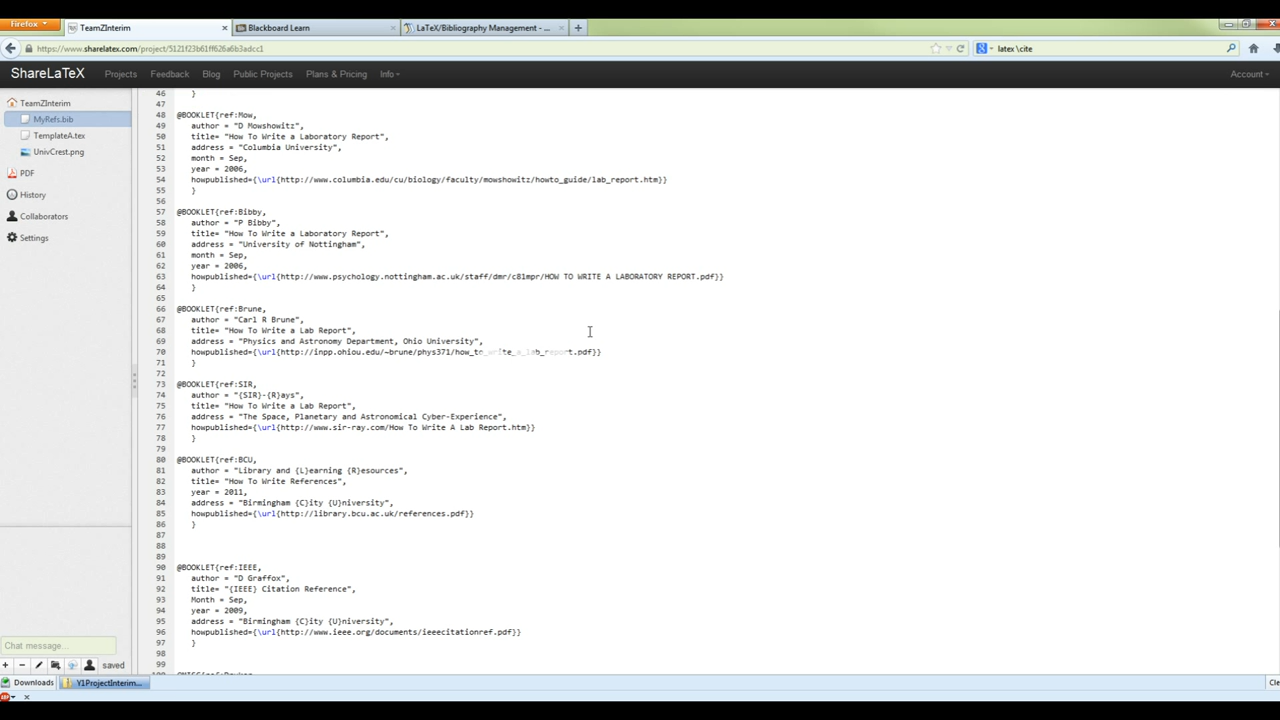 Firefox
TeamZInterim
Blackboard Learn
LaTeX/Bibliography Management - ...
https://www.sharelatex.com/project/5121f23b61ff626a6b3adcc1
latex \cite
ShareLaTeX
Projects
Feedback
Blog
Public Projects
Plans & Pricing
Info
Account
TeamZInterim
MyRefs.bib
TemplateA.tex
UnivCrest.png
PDF
History
Collaborators
Settings
46 }
47
48 @BOOKLET{ref:Mow,
49 author = "D Mowshowitz",
50 title= "How To Write a Laboratory Report",
51 address = "Columbia University",
52 month = Sep,
53 year = 2006,
54 howpublished={\url{http://www.columbia.edu/cu/biology/faculty/mowshowitz/howto_guide/lab_report.htm}}
55 }
56
57 @BOOKLET{ref:Bibby,
58 author = "P Bibby",
59 title= "How To Write a Laboratory Report",
60 address = "University of Nottingham",
61 month = Sep,
62 year = 2006,
63 howpublished={\url{http://www.psychology.nottingham.ac.uk/staff/dmr/c81mpr/HOW TO WRITE A LABORATORY REPORT.pdf}}
64 }
65
66 @BOOKLET{ref:Brune,
67 author = "Carl R Brune",
68 title= "How To Write a Lab Report",
69 address = "Physics and Astronomy Department, Ohio University",
70 howpublished={\url{http://inpp.ohiou.edu/~brune/phys371/how_to_write_a_lab_report.pdf}}
71 }
72
73 @BOOKLET{ref:SIR,
74 author = "{SIR}-{R}ays",
75 title= "How To Write a Lab Report",
76 address = "The Space, Planetary and Astronomical Cyber-Experience",
77 howpublished={\url{http://www.sir-ray.com/How To Write A Lab Report.htm}}
78 }
79
80 @BOOKLET{ref:BCU,
81 author = "Library and {L}earning {R}esources",
82 title= "How To Write References",
83 year = 2011,
84 address = "Birmingham {C}ity {U}niversity",
85 howpublished={\url{http://library.bcu.ac.uk/references.pdf}}
86 }
87
88
89
90 @BOOKLET{ref:IEEE,
91 author = "D Graffox",
92 title= "{IEEE} Citation Reference",
93 Month = Sep,
94 year = 2009,
95 address = "Birmingham {C}ity {U}niversity",
96 howpublished={\url{http://www.ieee.org/documents/ieeecitationref.pdf}}
97 }
98
99
Chat message...
saved
Downloads
Y1ProjectInterim...
Cle